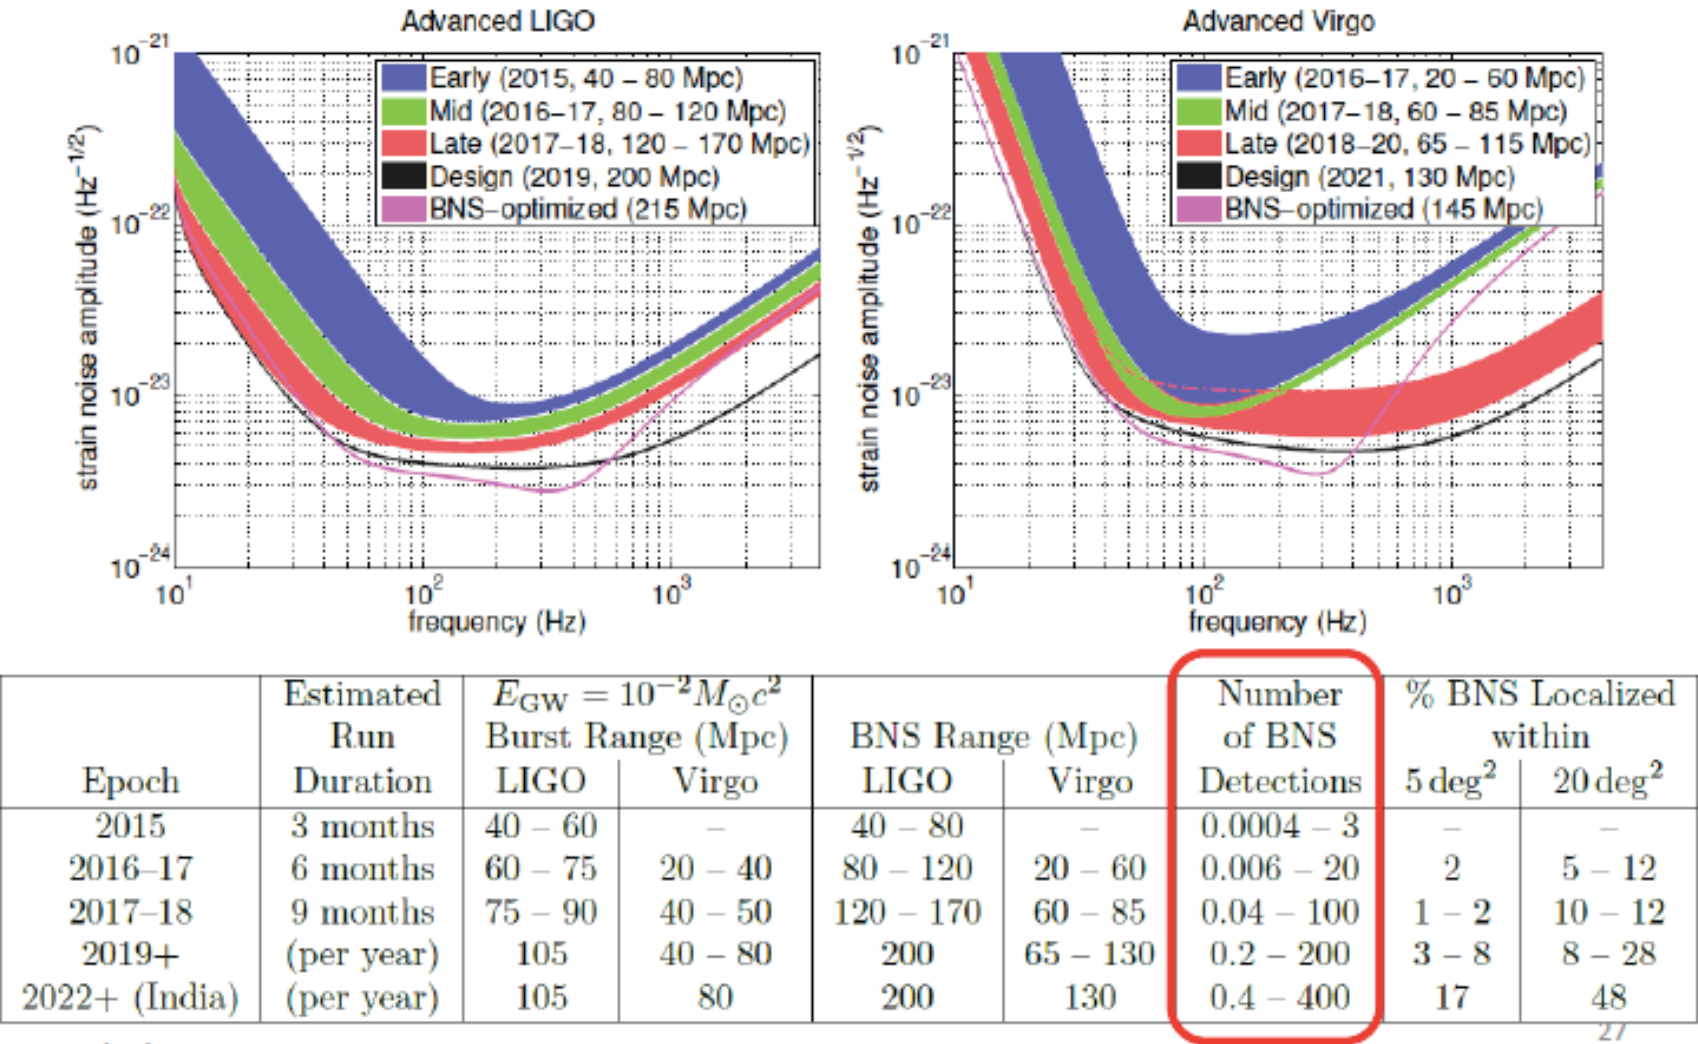 Advanced LIGO
10−21
10−22
10−23
10−24
strain noise amplitude (Hz−1/2)
Early (2015, 40 − 80 Mpc)
Mid (2016−17, 80 − 120 Mpc)
Late (2017−18, 120 − 170 Mpc)
Design (2019, 200 Mpc)
BNS−optimized (215 Mpc)
10^1 10^2 10^3
frequency (Hz)
Advanced Virgo
10−21
10−22
10−23
10−24
strain noise amplitude (Hz−1/2)
Early (2016−17, 20 − 60 Mpc)
Mid (2017−18, 60 − 85 Mpc)
Late (2018−20, 65 − 115 Mpc)
Design (2021, 130 Mpc)
BNS−optimized (145 Mpc)
10^1 10^2 10^3
frequency (Hz)
Estimated E_GW = 10^−2 M_⊙c^2 Number % BNS Localized
Run Burst Range (Mpc) BNS Range (Mpc) of BNS within
Epoch Duration LIGO Virgo LIGO Virgo Detections 5 deg^2 20 deg^2
2015 3 months 40 – 60 – 40 – 80 – 0.0004 – 3 – –
2016–17 6 months 60 – 75 20 – 40 80 – 120 20 – 60 0.006 – 20 2 5 – 12
2017–18 9 months 75 – 90 40 – 50 120 – 170 60 – 85 0.04 – 100 1 – 2 10 – 12
2019+ (per year) 105 40 – 80 200 65 – 130 0.2 – 200 3 – 8 8 – 28
2022+ (India) (per year) 105 80 200 130 0.4 – 400 17 48
27